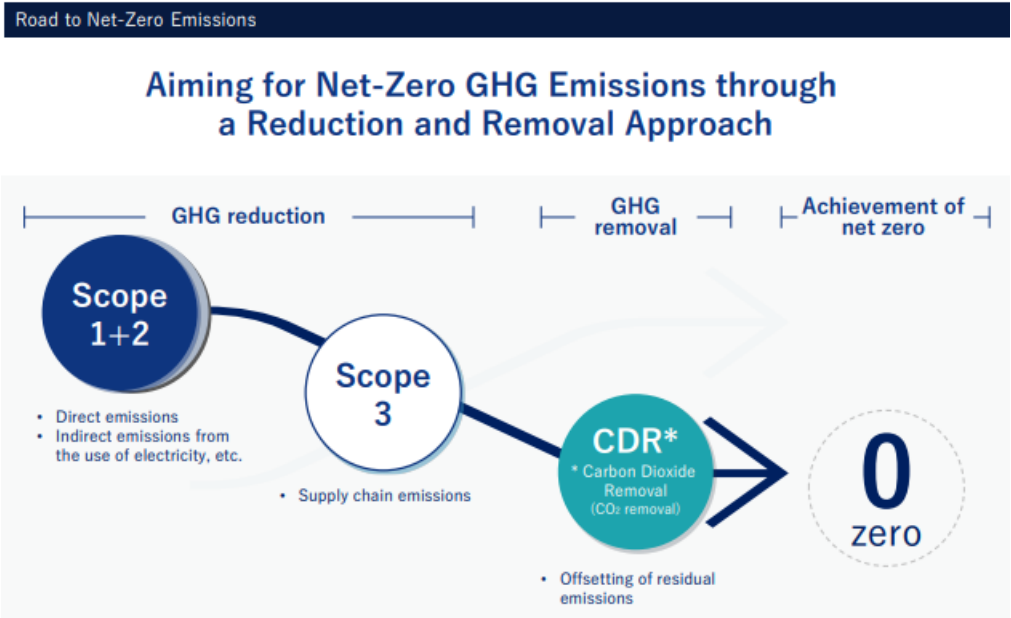 Road to Net-Zero Emissions
Aiming for Net-Zero GHG Emissions through
a Reduction and Removal Approach
GHG reduction
GHG
removal
Achievement of
net zero
Scope
1+2
• Direct emissions
• Indirect emissions from
the use of electricity, etc.
Scope
3
• Supply chain emissions
CDR*
* Carbon Dioxide
Removal
(CO₂ removal)
• Offsetting of residual
emissions
0
zero